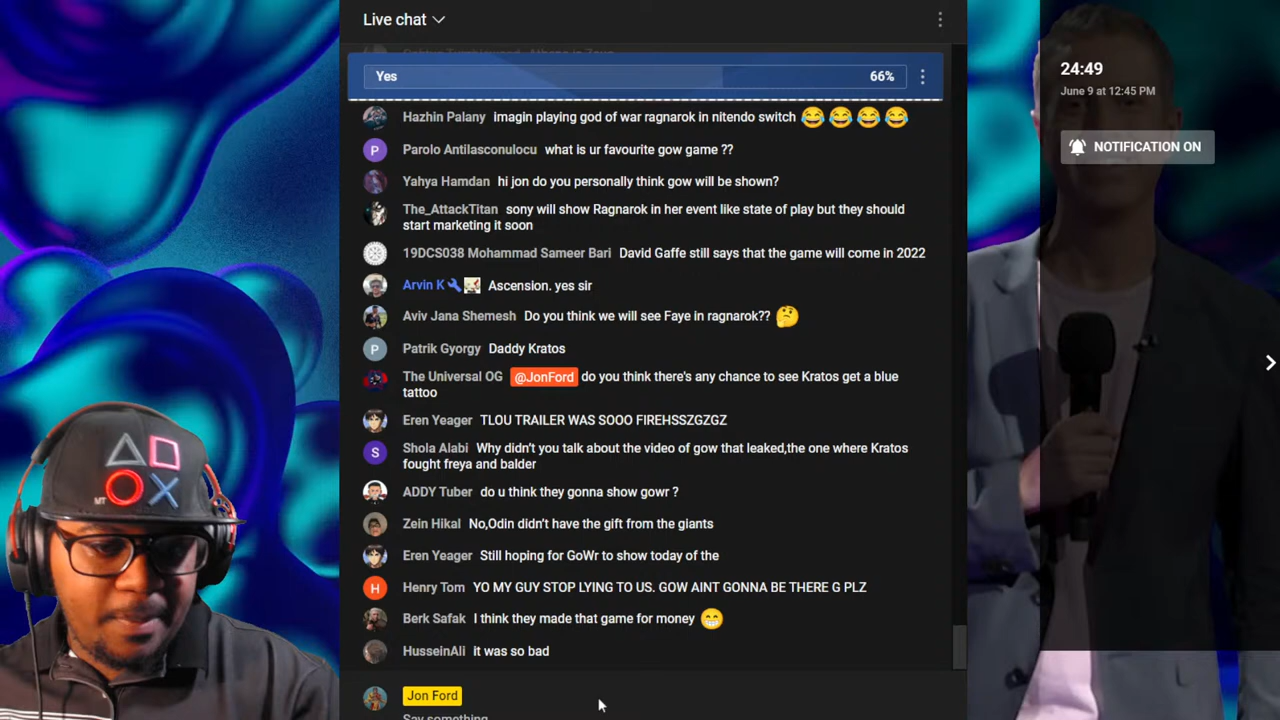 Live chat
Yes
66%
Hazhin Palany imagin playing god of war ragnarok in nitendo switch 😂 😂 😂 😂
Parolo Antilasconulocu what is ur favourite gow game ??
Yahya Hamdan hi jon do you personally think gow will be shown?
The_AttackTitan sony will show Ragnarok in her event like state of play but they should
start marketing it soon
19DCS038 Mohammad Sameer Bari David Gaffe still says that the game will come in 2022
Arvin K Ascension. yes sir
Aviv Jana Shemesh Do you think we will see Faye in ragnarok?? 🤔
Patrik Gyorgy Daddy Kratos
The Universal OG @JonFord do you think there's any chance to see Kratos get a blue
tattoo
Eren Yeager TLOU TRAILER WAS SOOO FIREHSSZGZGZ
Shola Alabi Why didn't you talk about the video of gow that leaked,the one where Kratos
fought freya and balder
ADDY Tuber do u think they gonna show gowr ?
Zein Hikal No,Odin didn't have the gift from the giants
Eren Yeager Still hoping for GoWr to show today of the
Henry Tom YO MY GUY STOP LYING TO US. GOW AINT GONNA BE THERE G PLZ
Berk Safak I think they made that game for money 😁
HusseinAli it was so bad
Jon Ford
Say something
24:49
June 9 at 12:45 PM
NOTIFICATION ON
P
P
S
H
MT